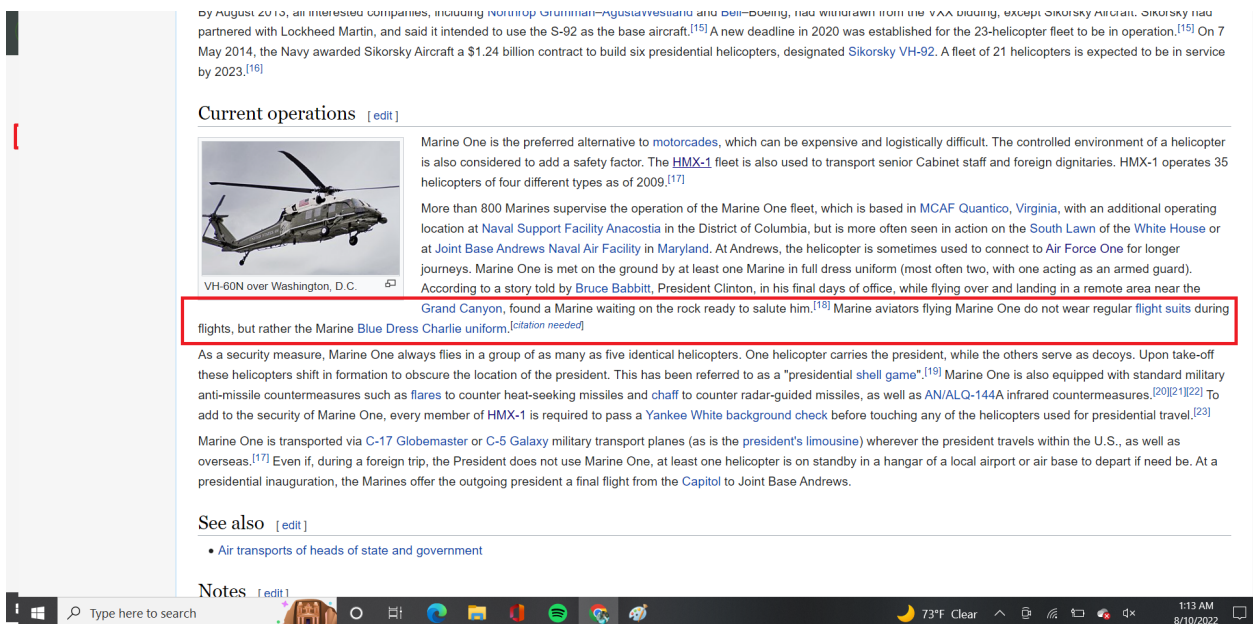 By August 2013, all interested companies, including Northrop Grumman–AgustaWestland and Bell–Boeing, had withdrawn from the VXX bidding, except Sikorsky Aircraft. Sikorsky had
partnered with Lockheed Martin, and said it intended to use the S-92 as the base aircraft.[15] A new deadline in 2020 was established for the 23-helicopter fleet to be in operation.[15] On 7
May 2014, the Navy awarded Sikorsky Aircraft a $1.24 billion contract to build six presidential helicopters, designated Sikorsky VH-92. A fleet of 21 helicopters is expected to be in service
by 2023.[16]
Current operations [ edit ]
Marine One is the preferred alternative to motorcades, which can be expensive and logistically difficult. The controlled environment of a helicopter
is also considered to add a safety factor. The HMX-1 fleet is also used to transport senior Cabinet staff and foreign dignitaries. HMX-1 operates 35
helicopters of four different types as of 2009.[17]
More than 800 Marines supervise the operation of the Marine One fleet, which is based in MCAF Quantico, Virginia, with an additional operating
location at Naval Support Facility Anacostia in the District of Columbia, but is more often seen in action on the South Lawn of the White House or
at Joint Base Andrews Naval Air Facility in Maryland. At Andrews, the helicopter is sometimes used to connect to Air Force One for longer
journeys. Marine One is met on the ground by at least one Marine in full dress uniform (most often two, with one acting as an armed guard).
VH-60N over Washington, D.C.
According to a story told by Bruce Babbitt, President Clinton, in his final days of office, while flying over and landing in a remote area near the
Grand Canyon, found a Marine waiting on the rock ready to salute him.[18] Marine aviators flying Marine One do not wear regular flight suits during
flights, but rather the Marine Blue Dress Charlie uniform.[citation needed]
As a security measure, Marine One always flies in a group of as many as five identical helicopters. One helicopter carries the president, while the others serve as decoys. Upon take-off
these helicopters shift in formation to obscure the location of the president. This has been referred to as a "presidential shell game".[19] Marine One is also equipped with standard military
anti-missile countermeasures such as flares to counter heat-seeking missiles and chaff to counter radar-guided missiles, as well as AN/ALQ-144A infrared countermeasures.[20][21][22] To
add to the security of Marine One, every member of HMX-1 is required to pass a Yankee White background check before touching any of the helicopters used for presidential travel.[23]
Marine One is transported via C-17 Globemaster or C-5 Galaxy military transport planes (as is the president's limousine) wherever the president travels within the U.S., as well as
overseas.[17] Even if, during a foreign trip, the President does not use Marine One, at least one helicopter is on standby in a hangar of a local airport or air base to depart if need be. At a
presidential inauguration, the Marines offer the outgoing president a final flight from the Capitol to Joint Base Andrews.
See also [ edit ]
• Air transports of heads of state and government
Notes [ edit ]
Type here to search
73°F Clear
1:13 AM
8/10/2022